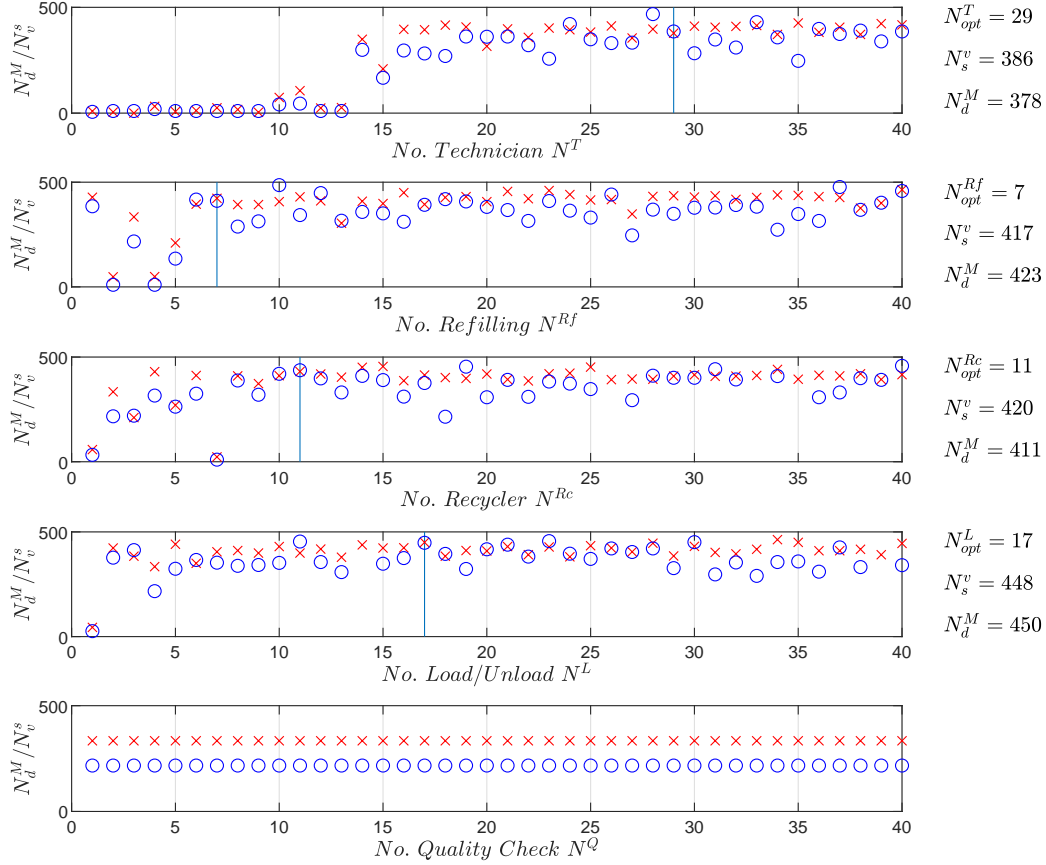 500
0
N_d^M/N_v^s
0 5 10 15 20 25 30 35 40
No. Technician N^T
N_opt^T = 29
N_s^v = 386
N_d^M = 378
500
0
N_d^M/N_v^s
0 5 10 15 20 25 30 35 40
No. Refilling N^Rf
N_opt^Rf = 7
N_s^v = 417
N_d^M = 423
500
0
N_d^M/N_v^s
0 5 10 15 20 25 30 35 40
No. Recycler N^Rc
N_opt^Rc = 11
N_s^v = 420
N_d^M = 411
500
0
N_d^M/N_v^s
0 5 10 15 20 25 30 35 40
No. Load/Unload N^L
N_opt^L = 17
N_s^v = 448
N_d^M = 450
500
0
N_d^M/N_v^s
0 5 10 15 20 25 30 35 40
No. Quality Check N^Q